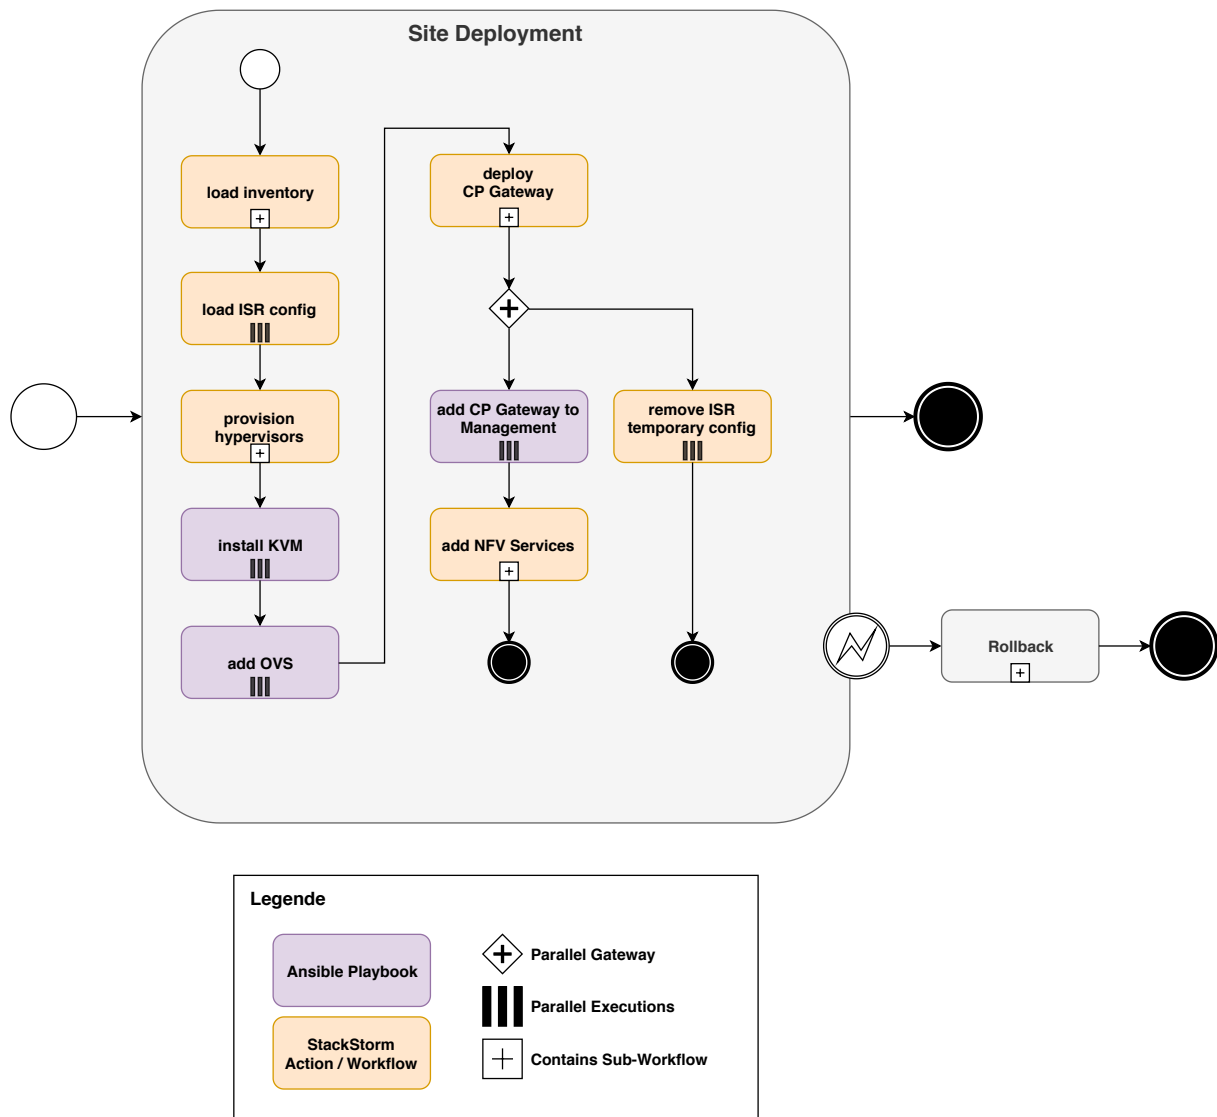 Site Deployment
load inventory
load ISR config
provision
hypervisors
install KVM
add OVS
deploy
CP Gateway
add CP Gateway to
Management
remove ISR
temporary config
add NFV Services
Rollback
Legende
Ansible Playbook
StackStorm
Action / Workflow
Parallel Gateway
Parallel Executions
Contains Sub-Workflow